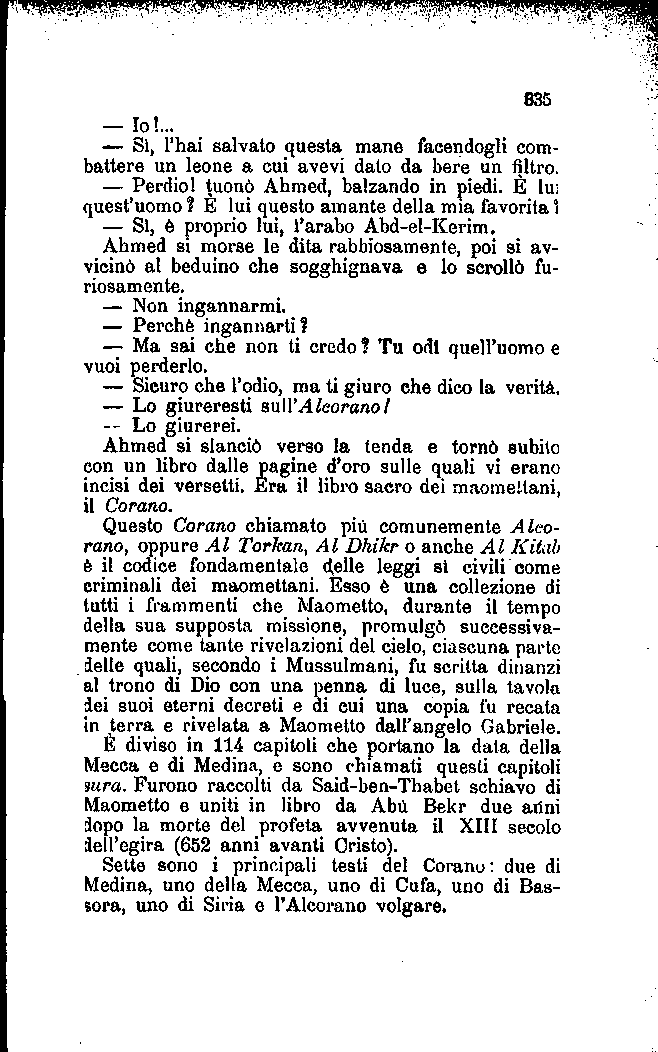 835
— Io!...
— Sì, l'hai salvato questa mane facendogli com-
battere un leone a cui avevi dato da bere un filtro.
— Perdio! tuonò Ahmed, balzando in piedi. È lui
quest'uomo? È lui questo amante della mia favorita?
— Sì, è proprio lui, l'arabo Abd-el-Kerim.
Ahmed si morse le dita rabbiosamente, poi si av-
vicinò al beduino che sogghignava e lo scrollò fu-
riosamente.
— Non ingannarmi.
— Perchè ingannarti?
— Ma sai che non ti credo? Tu odi quell'uomo e
vuoi perderlo.
— Sicuro che l'odio, ma ti giuro che dico la verità.
— Lo giureresti sull'Alcorano!
-- Lo giurerei.
Ahmed si slanciò verso la tenda e tornò subito
con un libro dalle pagine d'oro sulle quali vi erano
incisi dei versetti. Era il libro sacro dei maomettani,
il Corano.
Questo Corano chiamato più comunemente Alco-
rano, oppure Al Torkan, Al Dhikr o anche Al Kitab
è il codice fondamentale delle leggi sì civili come
criminali dei maomettani. Esso è una collezione di
tutti i frammenti che Maometto, durante il tempo
della sua supposta missione, promulgò successiva-
mente come tante rivelazioni del cielo, ciascuna parte
delle quali, secondo i Mussulmani, fu scritta dinanzi
al trono di Dio con una penna di luce, sulla tavola
dei suoi eterni decreti e di cui una copia fu recata
in terra e rivelata a Maometto dall'angelo Gabriele.
È diviso in 114 capitoli che portano la data della
Mecca e di Medina, e sono chiamati questi capitoli
sura. Furono raccolti da Said-ben-Thabet schiavo di
Maometto e uniti in libro da Abù Bekr due anni
dopo la morte del profeta avvenuta il XIII secolo
dell'egira (652 anni avanti Cristo).
Sette sono i principali testi del Corano: due di
Medina, uno della Mecca, uno di Cufa, uno di Bas-
sora, uno di Siria e l'Alcorano volgare.